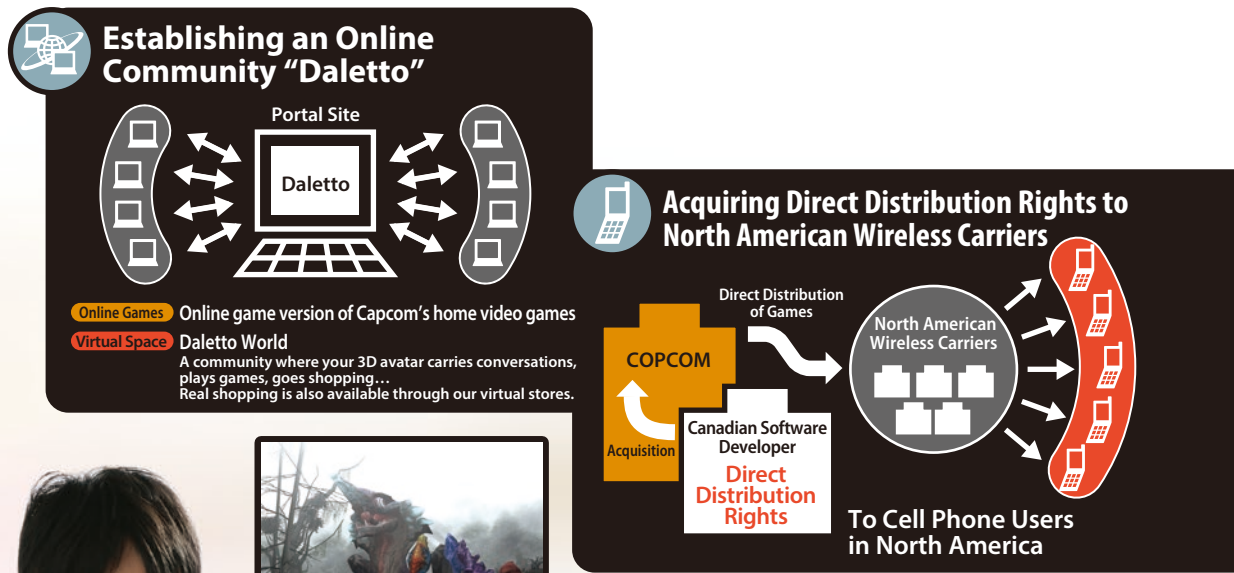 Establishing an Online
Community “Daletto”
Portal Site
Daletto
Online Games Online game version of Capcom’s home video games
Virtual Space Daletto World
A community where your 3D avatar carries conversations,
plays games, goes shopping…
Real shopping is also available through our virtual stores.
Acquiring Direct Distribution Rights to
North American Wireless Carriers
Direct Distribution
of Games
COPCOM
Acquisition
Canadian Software
Developer
Direct
Distribution
Rights
North American
Wireless Carriers
To Cell Phone Users
in North America